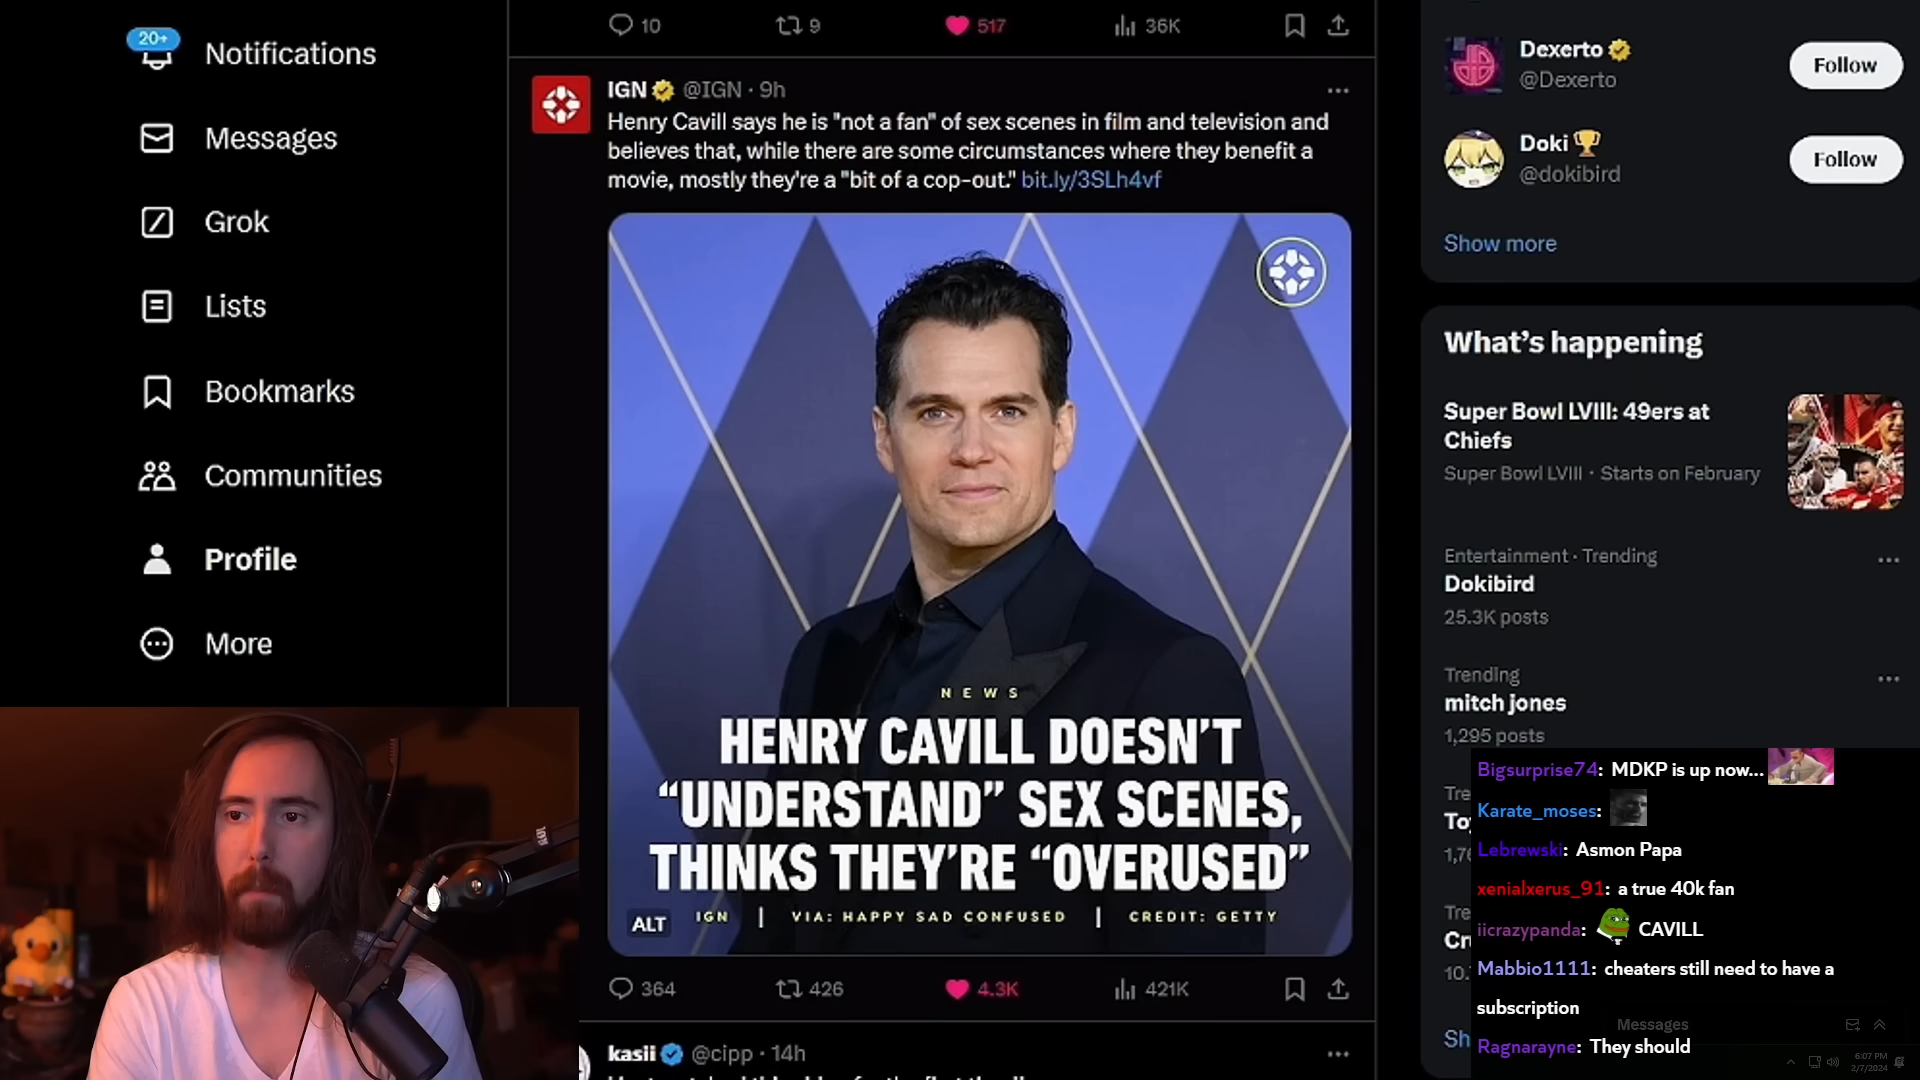 20+
Notifications
Messages
Grok
Lists
Bookmarks
Communities
Profile
More
10
9
517
36K
IGN @IGN · 9h
Henry Cavill says he is "not a fan" of sex scenes in film and television and
believes that, while there are some circumstances where they benefit a
movie, mostly they're a "bit of a cop-out." bit.ly/3SLh4vf
NEWS
HENRY CAVILL DOESN'T
“UNDERSTAND” SEX SCENES,
THINKS THEY'RE “OVERUSED”
ALT
IGN | VIA: HAPPY SAD CONFUSED | CREDIT: GETTY
364
426
4.3K
421K
kasii @cipp · 14h
Dexerto
@Dexerto
Follow
Doki
@dokibird
Follow
Show more
What's happening
Super Bowl LVIII: 49ers at
Chiefs
Super Bowl LVIII · Starts on February
Entertainment · Trending
Dokibird
25.3K posts
Trending
mitch jones
1,295 posts
Bigsurprise74: MDKP is up now...
Karate_moses:
Lebrewski: Asmon Papa
xenialxerus_91: a true 40k fan
iicrazypanda: CAVILL
Mabbio1111: cheaters still need to have a
subscription
Messages
Ragnarayne: They should
6:07 PM
2/7/2024